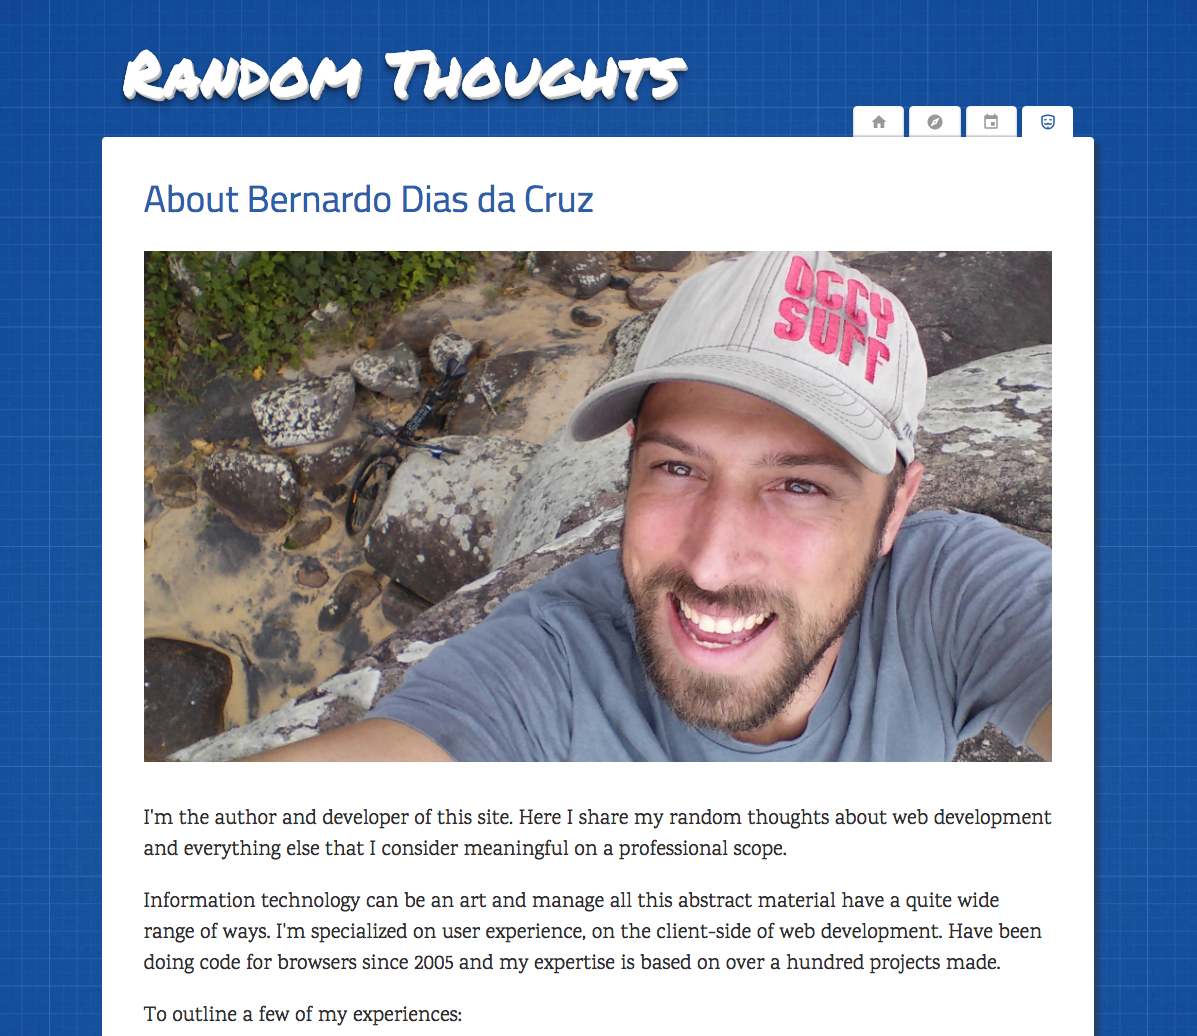 Random Thoughts
About Bernardo Dias da Cruz
OCCY
SURF
I'm the author and developer of this site. Here I share my random thoughts about web development
and everything else that I consider meaningful on a professional scope.
Information technology can be an art and manage all this abstract material have a quite wide
range of ways. I'm specialized on user experience, on the client-side of web development. Have been
doing code for browsers since 2005 and my expertise is based on over a hundred projects made.
To outline a few of my experiences: